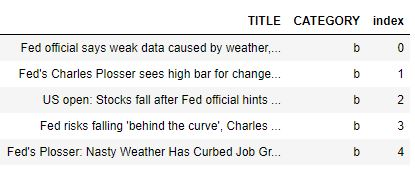 TITLE CATEGORY index
Fed official says weak data caused by weather,... b 0
Fed's Charles Plosser sees high bar for change... b 1
US open: Stocks fall after Fed official hints ... b 2
Fed risks falling 'behind the curve', Charles ... b 3
Fed's Plosser: Nasty Weather Has Curbed Job Gr... b 4